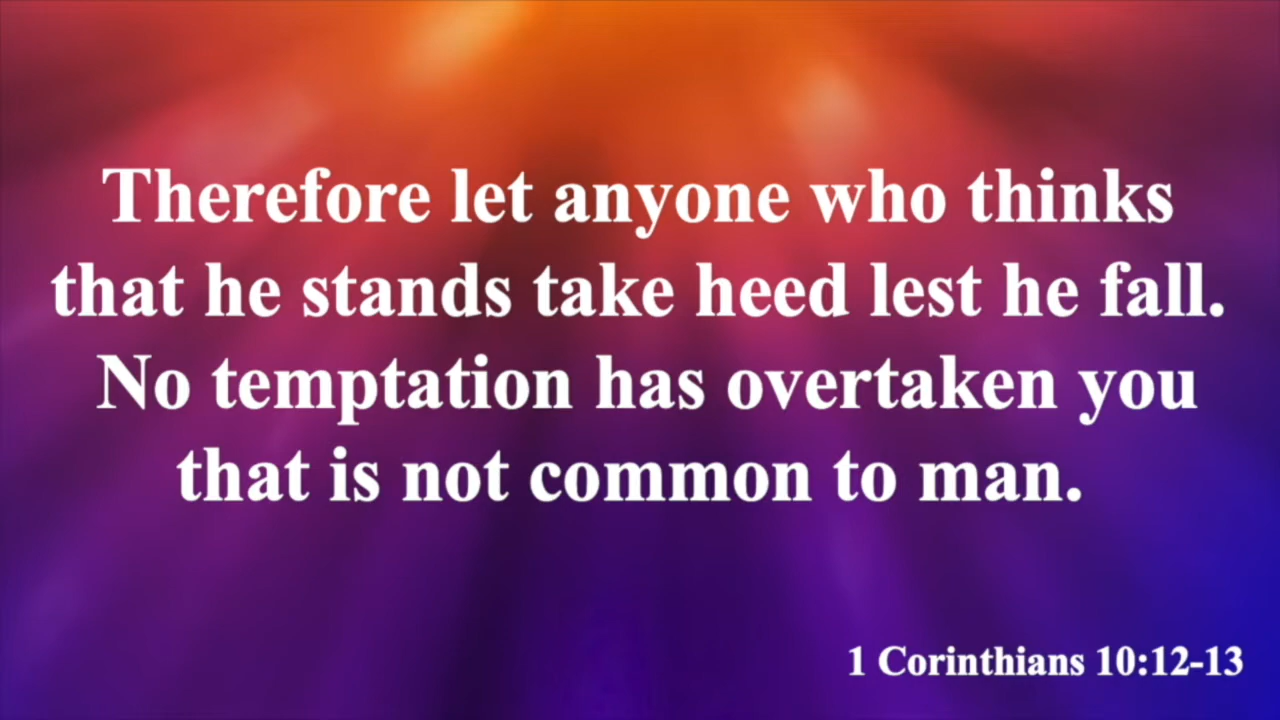 Therefore let anyone who thinks
that he stands take heed lest he fall.
No temptation has overtaken you
that is not common to man.
1 Corinthians 10:12-13